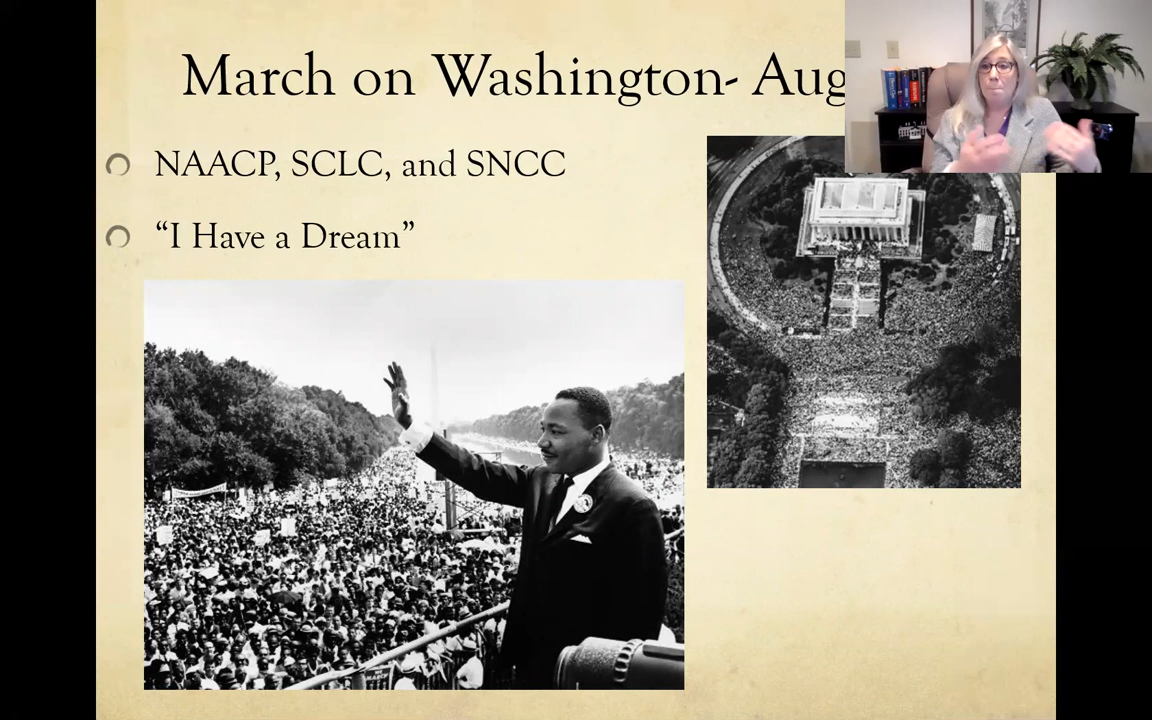 March on Washington- Aug
NAACP, SCLC, and SNCC
“I Have a Dream”